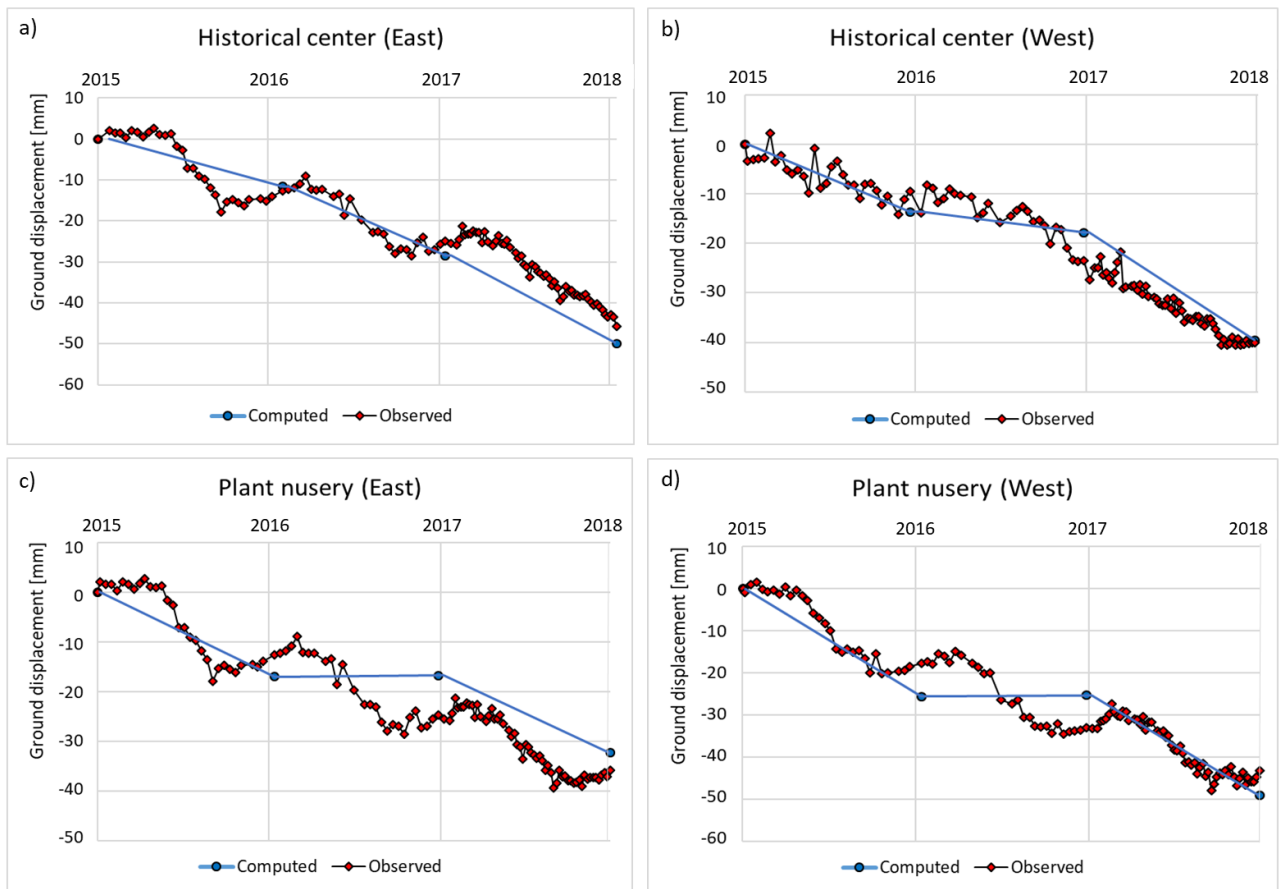 a)
Historical center (East)
2015 2016 2017 2018
Ground displacement [mm]
10
0
-10
-20
-30
-40
-50
-60
Computed Observed
b)
Historical center (West)
2015 2016 2017 2018
Ground displacement [mm]
10
0
-10
-20
-30
-40
-50
Computed Observed
c)
Plant nusery (East)
2015 2016 2017 2018
Ground displacement [mm]
10
0
-10
-20
-30
-40
-50
Computed Observed
d)
Plant nusery (West)
2015 2016 2017 2018
Ground displacement [mm]
10
0
-10
-20
-30
-40
-50
-60
Computed Observed